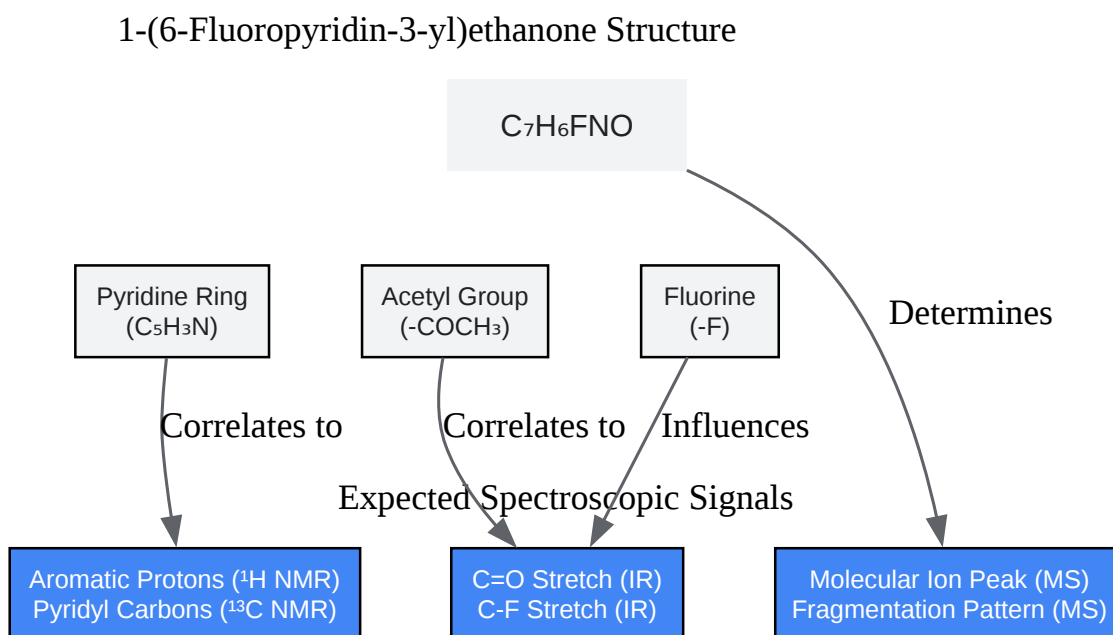 1-(6-Fluoropyridin-3-yl)ethanone Structure
C₇H₆FNO
Pyridine Ring
(C₅H₃N)
Acetyl Group
(-COCH₃)
Fluorine
(-F)
Determines
Correlates to
Correlates to
Influences
Expected Spectroscopic Signals
Aromatic Protons (¹H NMR)
Pyridyl Carbons (¹³C NMR)
C=O Stretch (IR)
C-F Stretch (IR)
Molecular Ion Peak (MS)
Fragmentation Pattern (MS)